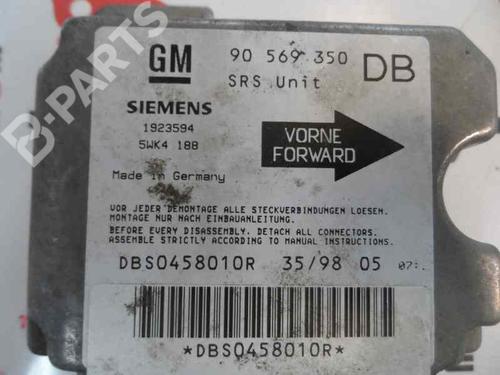 GM
90 569 350
DB
SRS Unit
SIEMENS
1923594
5WK4 188
VORNE
FORWARD
Made in Germany
VOR JEDER DEMONTAGE ALLE STECKVERBINDUNGEN LOESEN.
MONTAGE NUR NACH EINBAUANLEITUNG.
BEFORE EVERY DISASSEMBLY, DETACH ALL CONNECTORS.
ASSEMBLE STRICTLY ACCORDING TO MANUAL INSTRUCTIONS.
DBS0458010R 35/98 05
*DBS0458010R*
B-PARTS